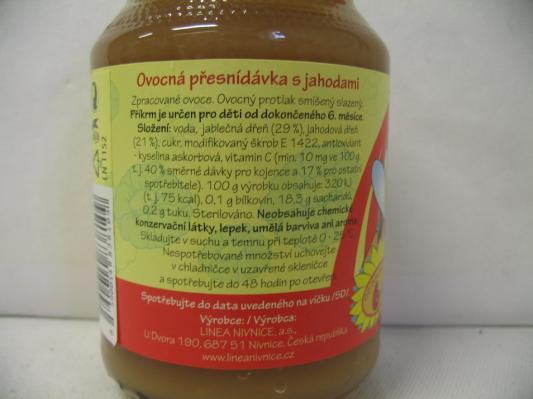 Ovocná přesnídávka s jahodami
Zpracované ovoce. Ovocný protlak smíšený slazený.
Příkrm je určen pro děti od dokončeného 6. měsíce.
Složení: voda, jablečná dřeň (29 %), jahodová dřeň
(21 %), cukr, modifikovaný škrob E 1422, antioxidant
- kyselina askorbová, vitamin C (min. 10 mg ve 100 g,
t.j 40 % směrné dávky pro kojence a 17 % pro ostatní
spotřebitele). 100 g výrobku obsahuje: 320 kJ
(t. j. 75 kcal), 0,1 g bílkovin, 18,3 g sacharidů,
0,2 g tuku. Sterilováno. Neobsahuje chemické
konzervační látky, lepek, umělá barviva ani aroma.
Skladujte v suchu a temnu při teplotě 0 - 25 °C.
Nespotřebované množství uchovejte
v chladničce v uzavřené skleničce
a spotřebujte do 48 hodin po otevření.
Spotřebujte do data uvedeného na víčku /SD/.
Výrobce: / Výrobca:
LINEA NIVNICE, a.s.,
U Dvora 190, 687 51 Nivnice, Česká republika
www.lineanivnice.cz
LN 1152